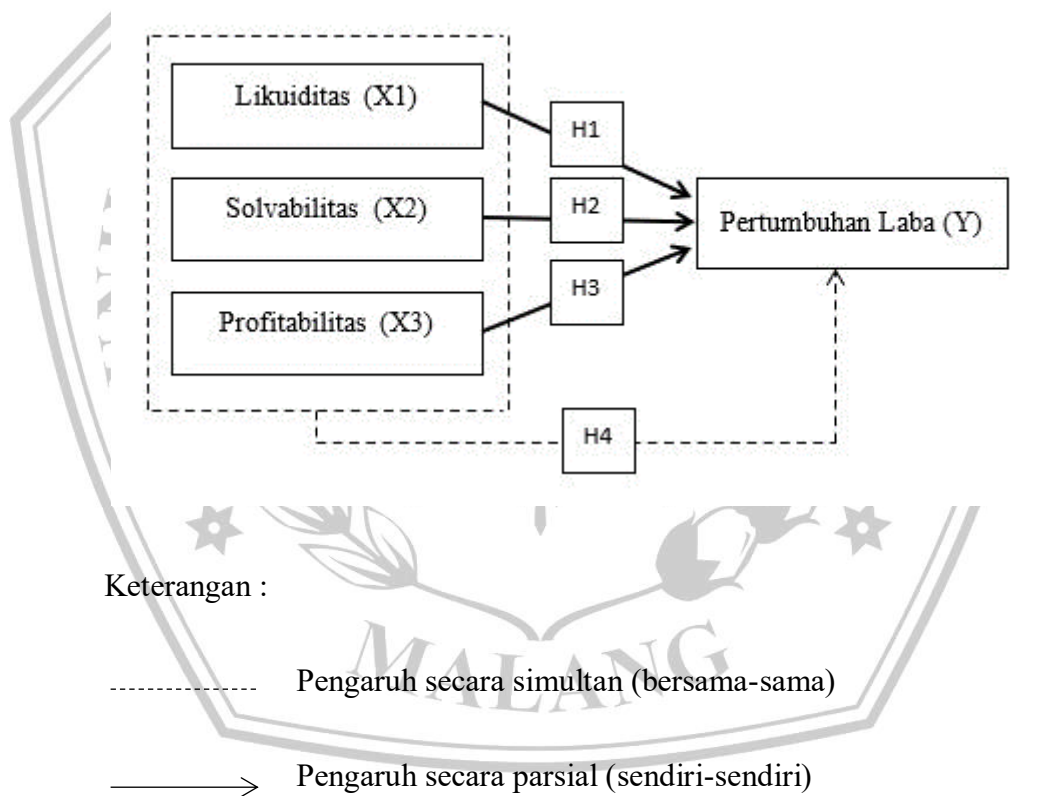 Likuiditas (X1)
H1
Solvabilitas (X2)
H2
Pertumbuhan Laba (Y)
H3
Profitabilitas (X3)
H4
Keterangan :
MALANG
Pengaruh secara simultan (bersama-sama)
Pengaruh secara parsial (sendiri-sendiri)